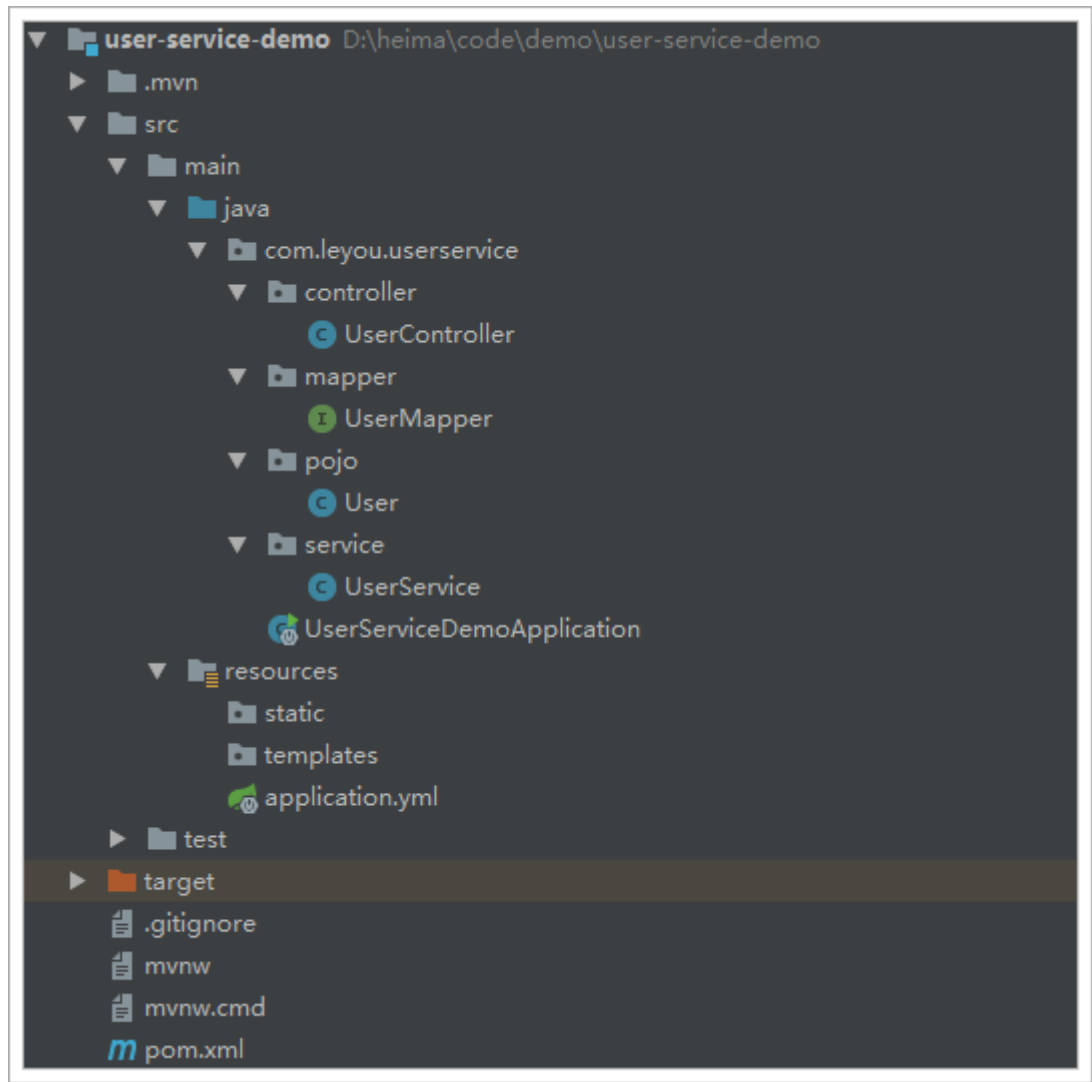 user-service-demo D:\heima\code\demo\user-service-demo
.mvn
src
main
java
com.leyou.userservice
controller
UserController
mapper
UserMapper
pojo
User
service
UserService
UserServiceDemoApplication
resources
static
templates
application.yml
test
target
.gitignore
mvnw
mvnw.cmd
pom.xml